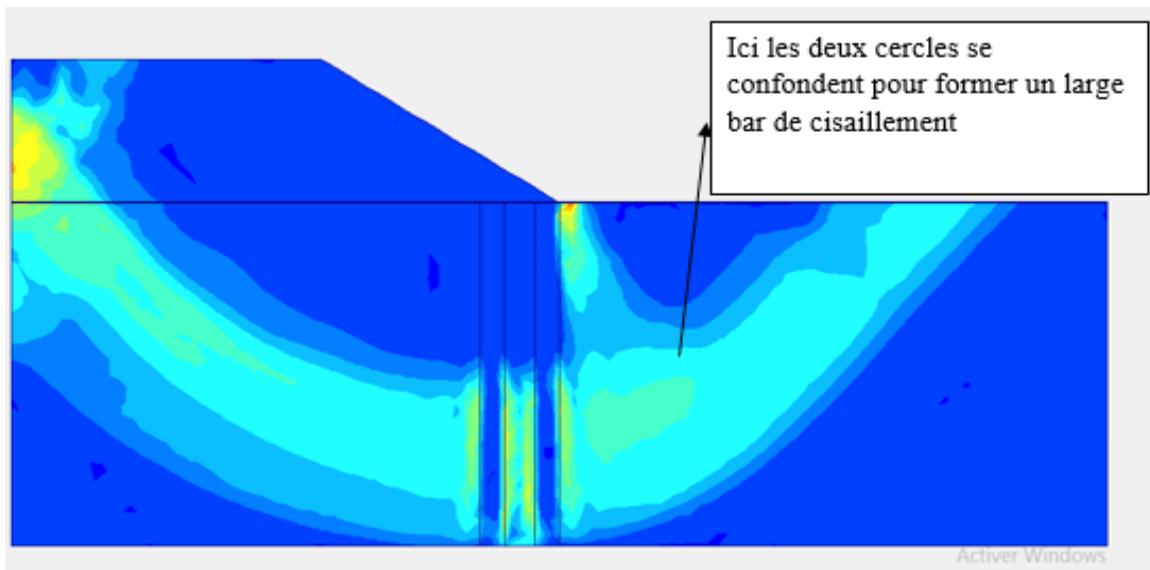 Ici les deux cercles se
confondent pour former un large
bar de cisaillement
Activer Windows